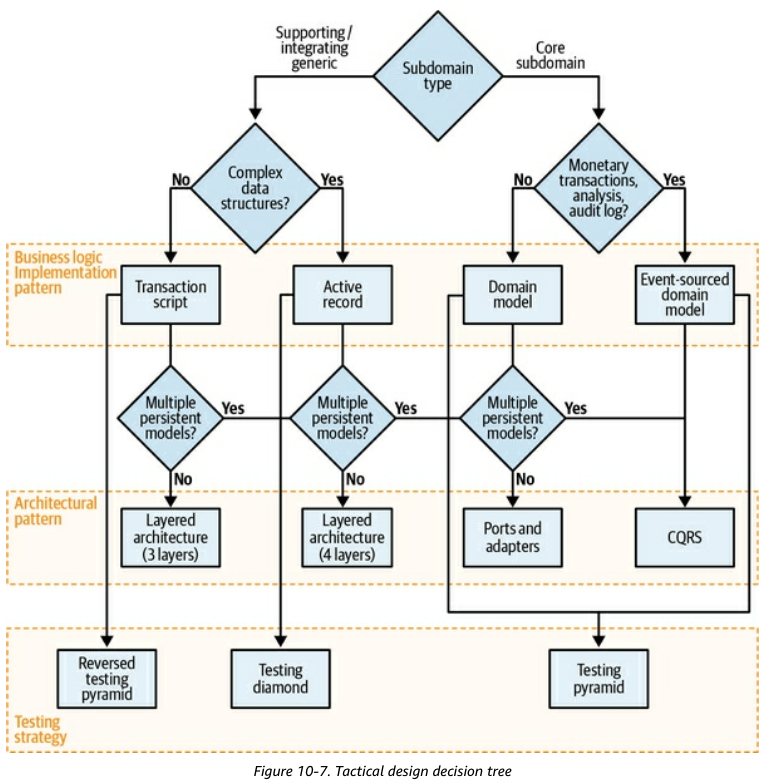 Supporting/
integrating
generic
Subdomain
type
Core
subdomain
No
Complex
data
structures?
Yes
No
Monetary
transactions,
analysis,
audit log?
Yes
Business logic
Implementation
pattern
Transaction
script
Active
record
Domain
model
Event-sourced
domain
model
Multiple
persistent
models?
Yes
Multiple
persistent
models?
Yes
Multiple
persistent
models?
Yes
No
No
No
Architectural
pattern
Layered
architecture
(3 layers)
Layered
architecture
(4 layers)
Ports and
adapters
CQRS
Reversed
testing
pyramid
Testing
diamond
Testing
pyramid
Testing
strategy
Figure 10-7. Tactical design decision tree